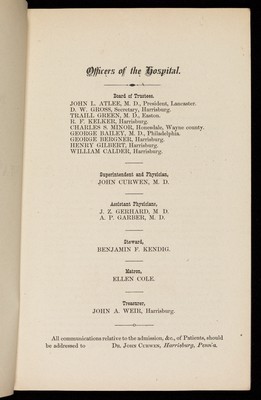 Officers of the Hospital.
Board of Trustees.
JOHN L. ATLEE, M. D., President, Lancaster.
D. W. GROSS, Secretary, Harrisburg.
TRAILL GREEN, M. D., Easton.
R. F. KELKER, Harrisburg.
CHARLES S. MINOR, Honesdale, Wayne county.
GEORGE BAILEY, M. D., Philadelphia.
GEORGE BERGNER, Harrisburg.
HENRY GILBERT, Harrisburg.
WILLIAM CALDER, Harrisburg.
Superintendent and Physician,
JOHN CURWEN, M. D.
Assistant Physicians,
J. Z. GERHARD, M D.
A. P. GARBER, M. D.
Steward,
BENJAMIN F. KENDIG.
Matron,
ELLEN COLE.
Treasurer,
JOHN A. WEIR, Harrisburg.
All communications relative to the admission, &c., of Patients, should
be addressed to DR. JOHN CURWEN, Harrisburg, Penn'a.